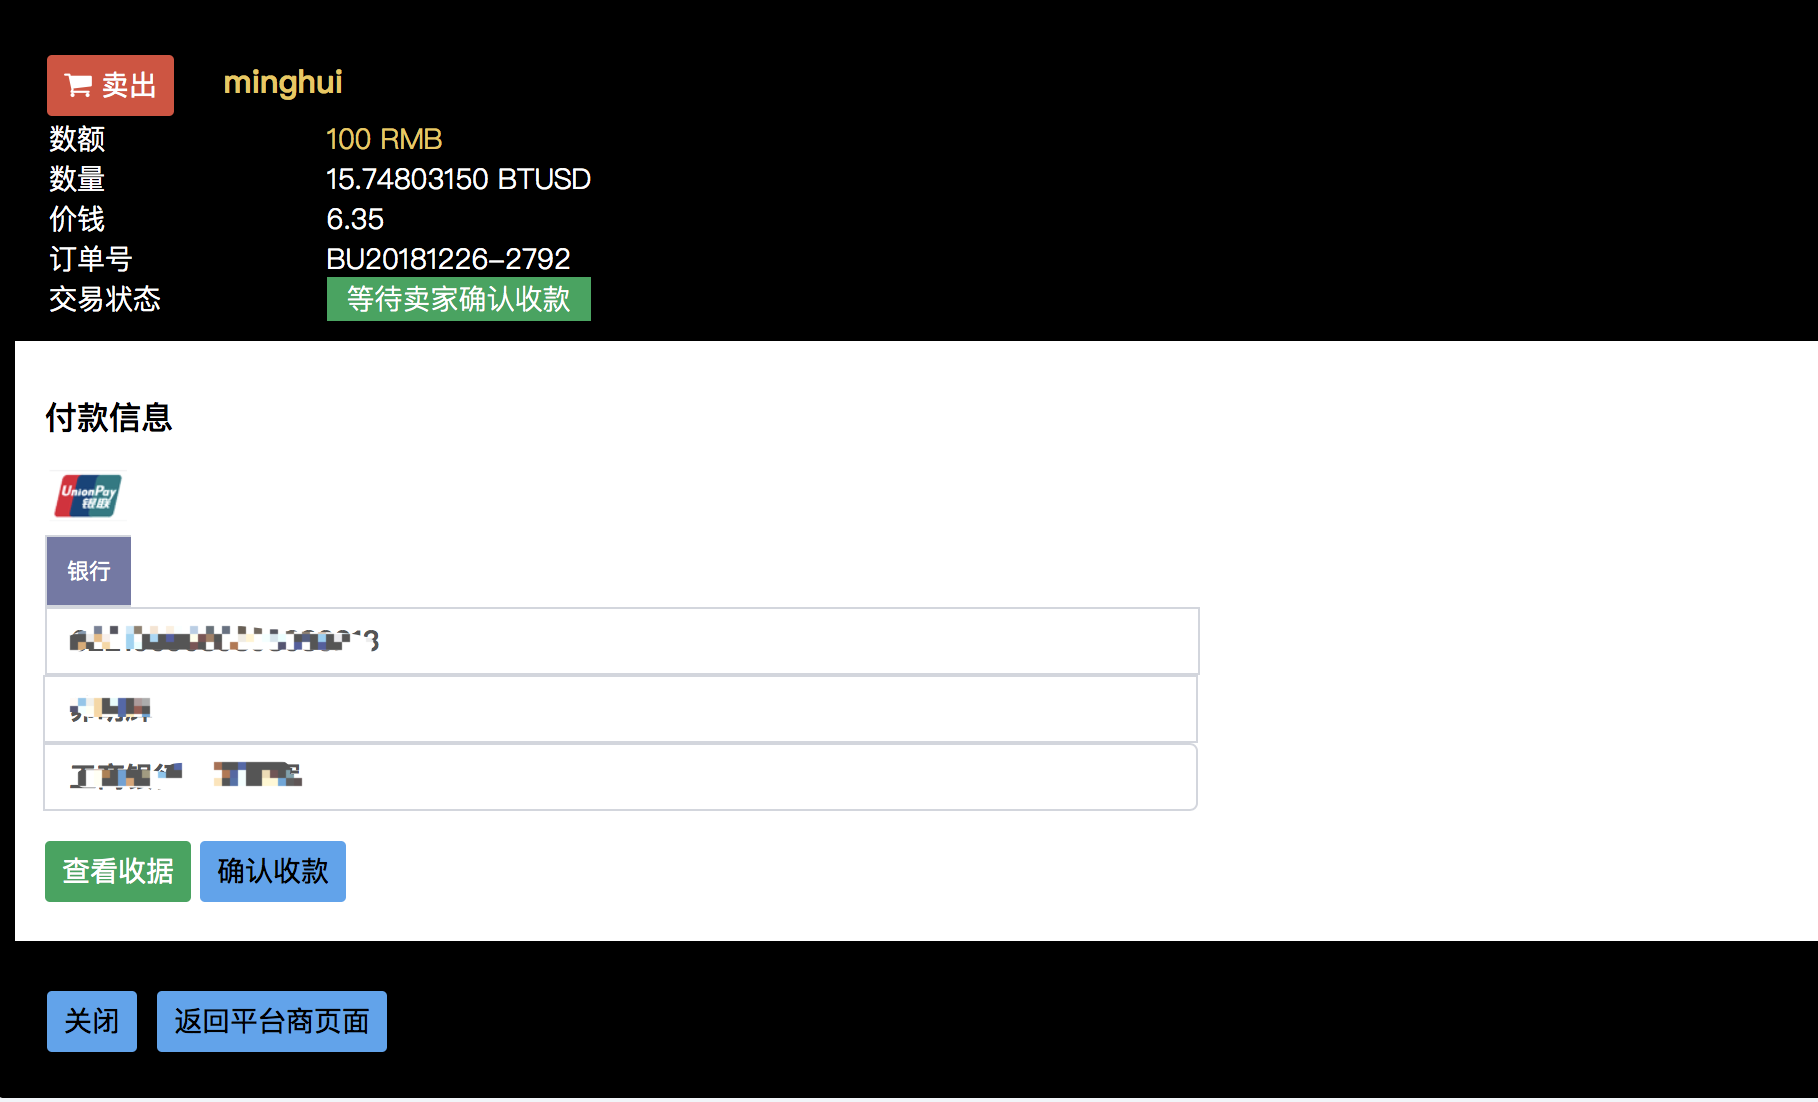 卖出 minghui
数额 100 RMB
数量 15.74803150 BTUSD
价钱 6.35
订单号 BU20181226-2792
交易状态 等待卖家确认收款
付款信息
UnionPay
银联
银行
查看收据 确认收款
关闭 返回平台商页面